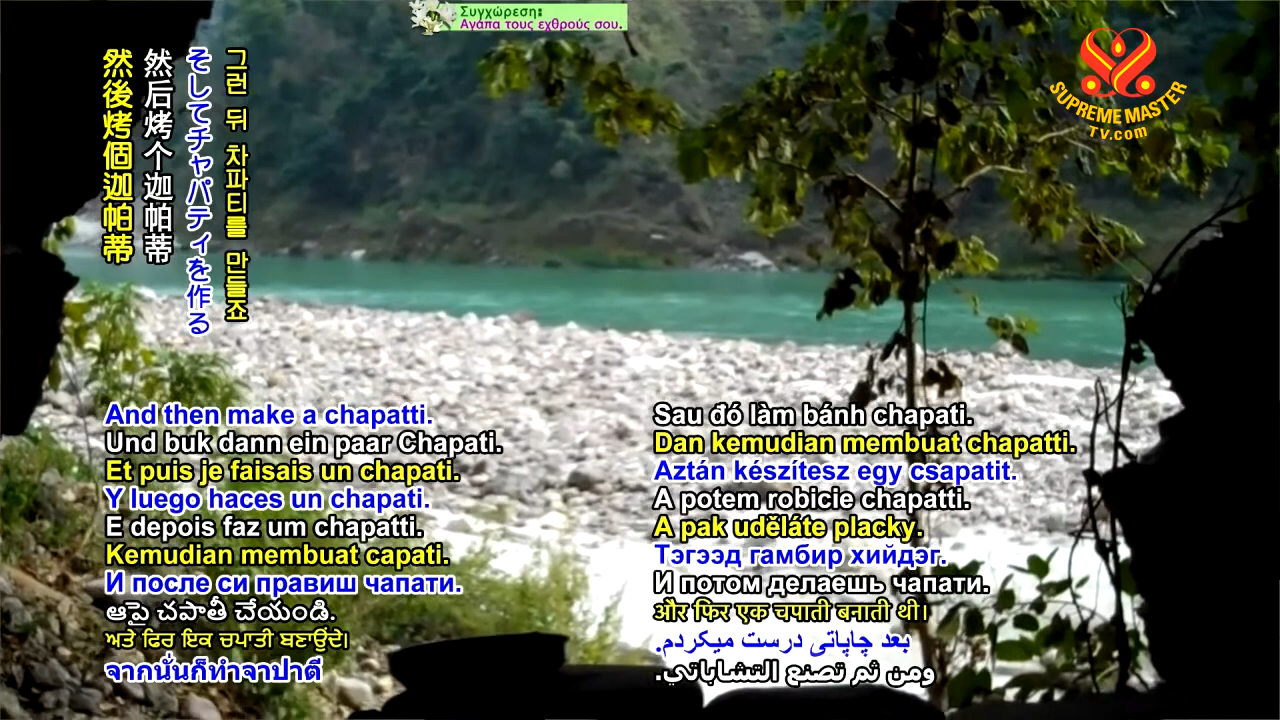 Συγχώρεση:
Αγάπα τους εχθρούς σου.
SUPREME MASTER
TV.com
然後烤個迦帕蒂
然后烤个迦帕蒂
そしてチャパティを作る
그런 뒤 차파티를 만들죠
And then make a chapatti.
Und buk dann ein paar Chapati.
Et puis je faisais un chapati.
Y luego haces un chapati.
E depois faz um chapatti.
Kemudian membuat capati.
И после си правиш чапати.
ఆపై చపాతీ చేయండి.
ਅਤੇ ਫਿਰ ਇਕ ਚਪਾਤੀ ਬਣਾਉਂਦੇ।
จากนั่นก็ทำจาปาตี
Sau đó làm bánh chapati.
Dan kemudian membuat chapatti.
Aztán készítesz egy csapatit.
A potem robicie chapatti.
A pak uděláte placky.
Тэгээд гамбир хийдэг.
И потом делаешь чапати.
और फिर एक चपाती बनाती थी।
بعد چاپاتی درست میکردم.
ومن ثم تصنع التشاباتي.